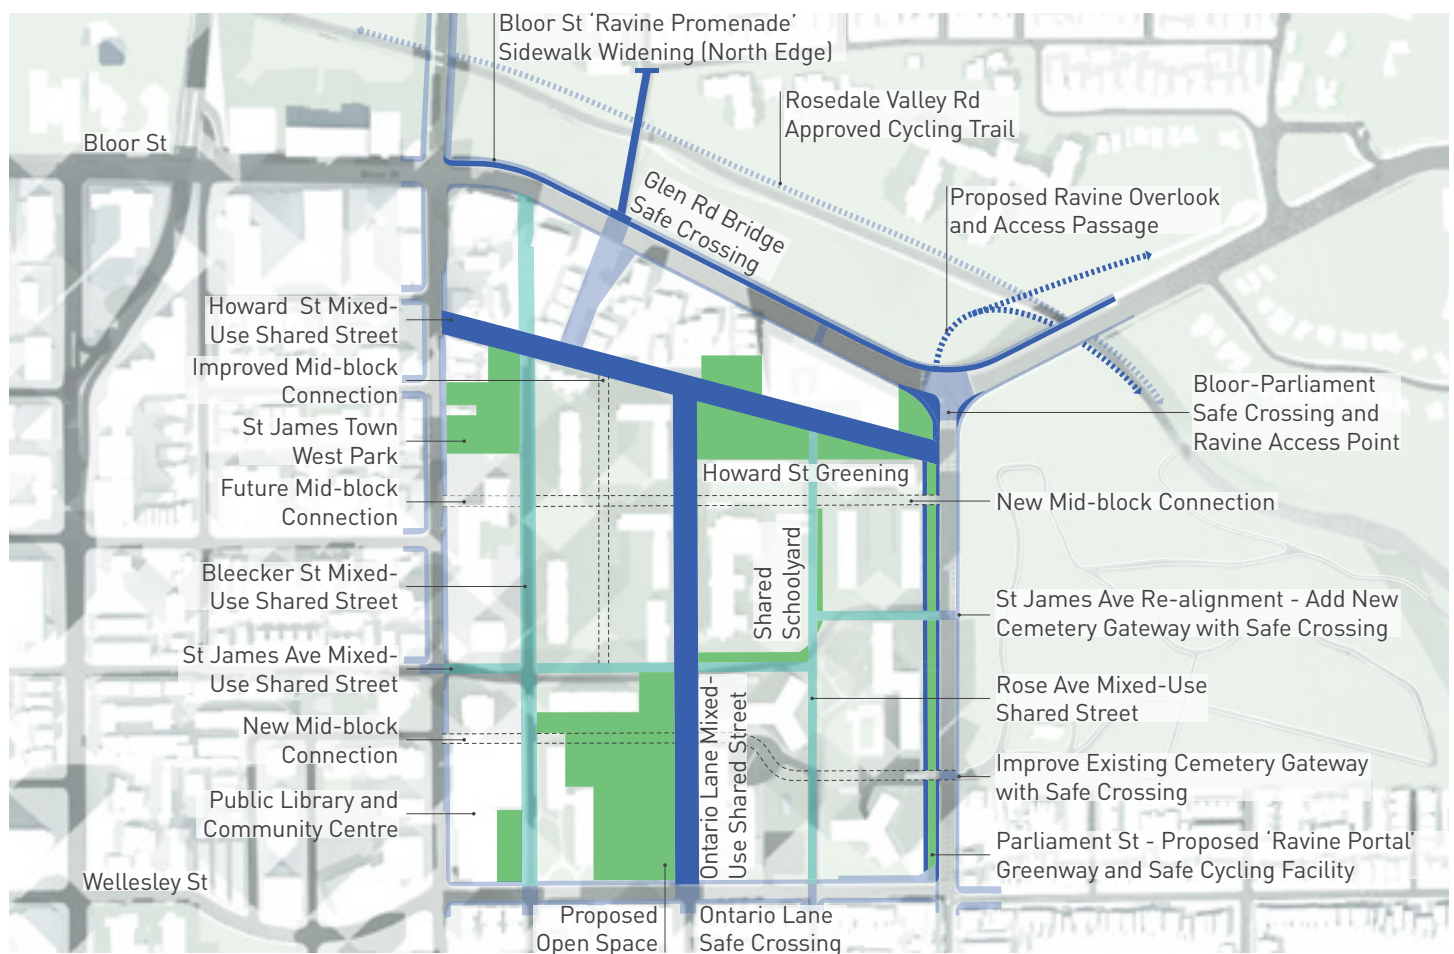 Bloor St ‘Ravine Promenade’
Sidewalk Widening (North Edge)
Rosedale Valley Rd
Approved Cycling Trail
Bloor St
Glen Rd Bridge
Safe Crossing
Proposed Ravine Overlook
and Access Passage
Howard St Mixed-
Use Shared Street
Improved Mid-block
Connection
St James Town
West Park
Future Mid-block
Connection
Bleecker St Mixed-
Use Shared Street
St James Ave Mixed-
Use Shared Street
New Mid-block
Connection
Public Library and
Community Centre
Wellesley St
Howard St Greening
Shared
Schoolyard
Ontario Lane Mixed-
Use Shared Street
Proposed
Open Space
Ontario Lane
Safe Crossing
Bloor-Parliament
Safe Crossing and
Ravine Access Point
New Mid-block Connection
St James Ave Re-alignment - Add New
Cemetery Gateway with Safe Crossing
Rose Ave Mixed-Use
Shared Street
Improve Existing Cemetery Gateway
with Safe Crossing
Parliament St - Proposed ‘Ravine Portal’
Greenway and Safe Cycling Facility